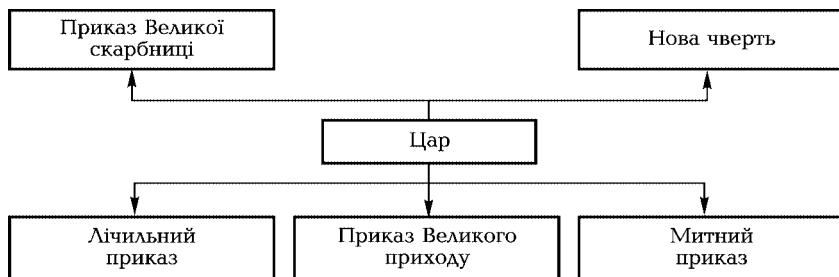 Приказ Великої
скарбниці
Нова чверть
Цар
Лічильний
приказ
Приказ Великого
приходу
Митний
приказ